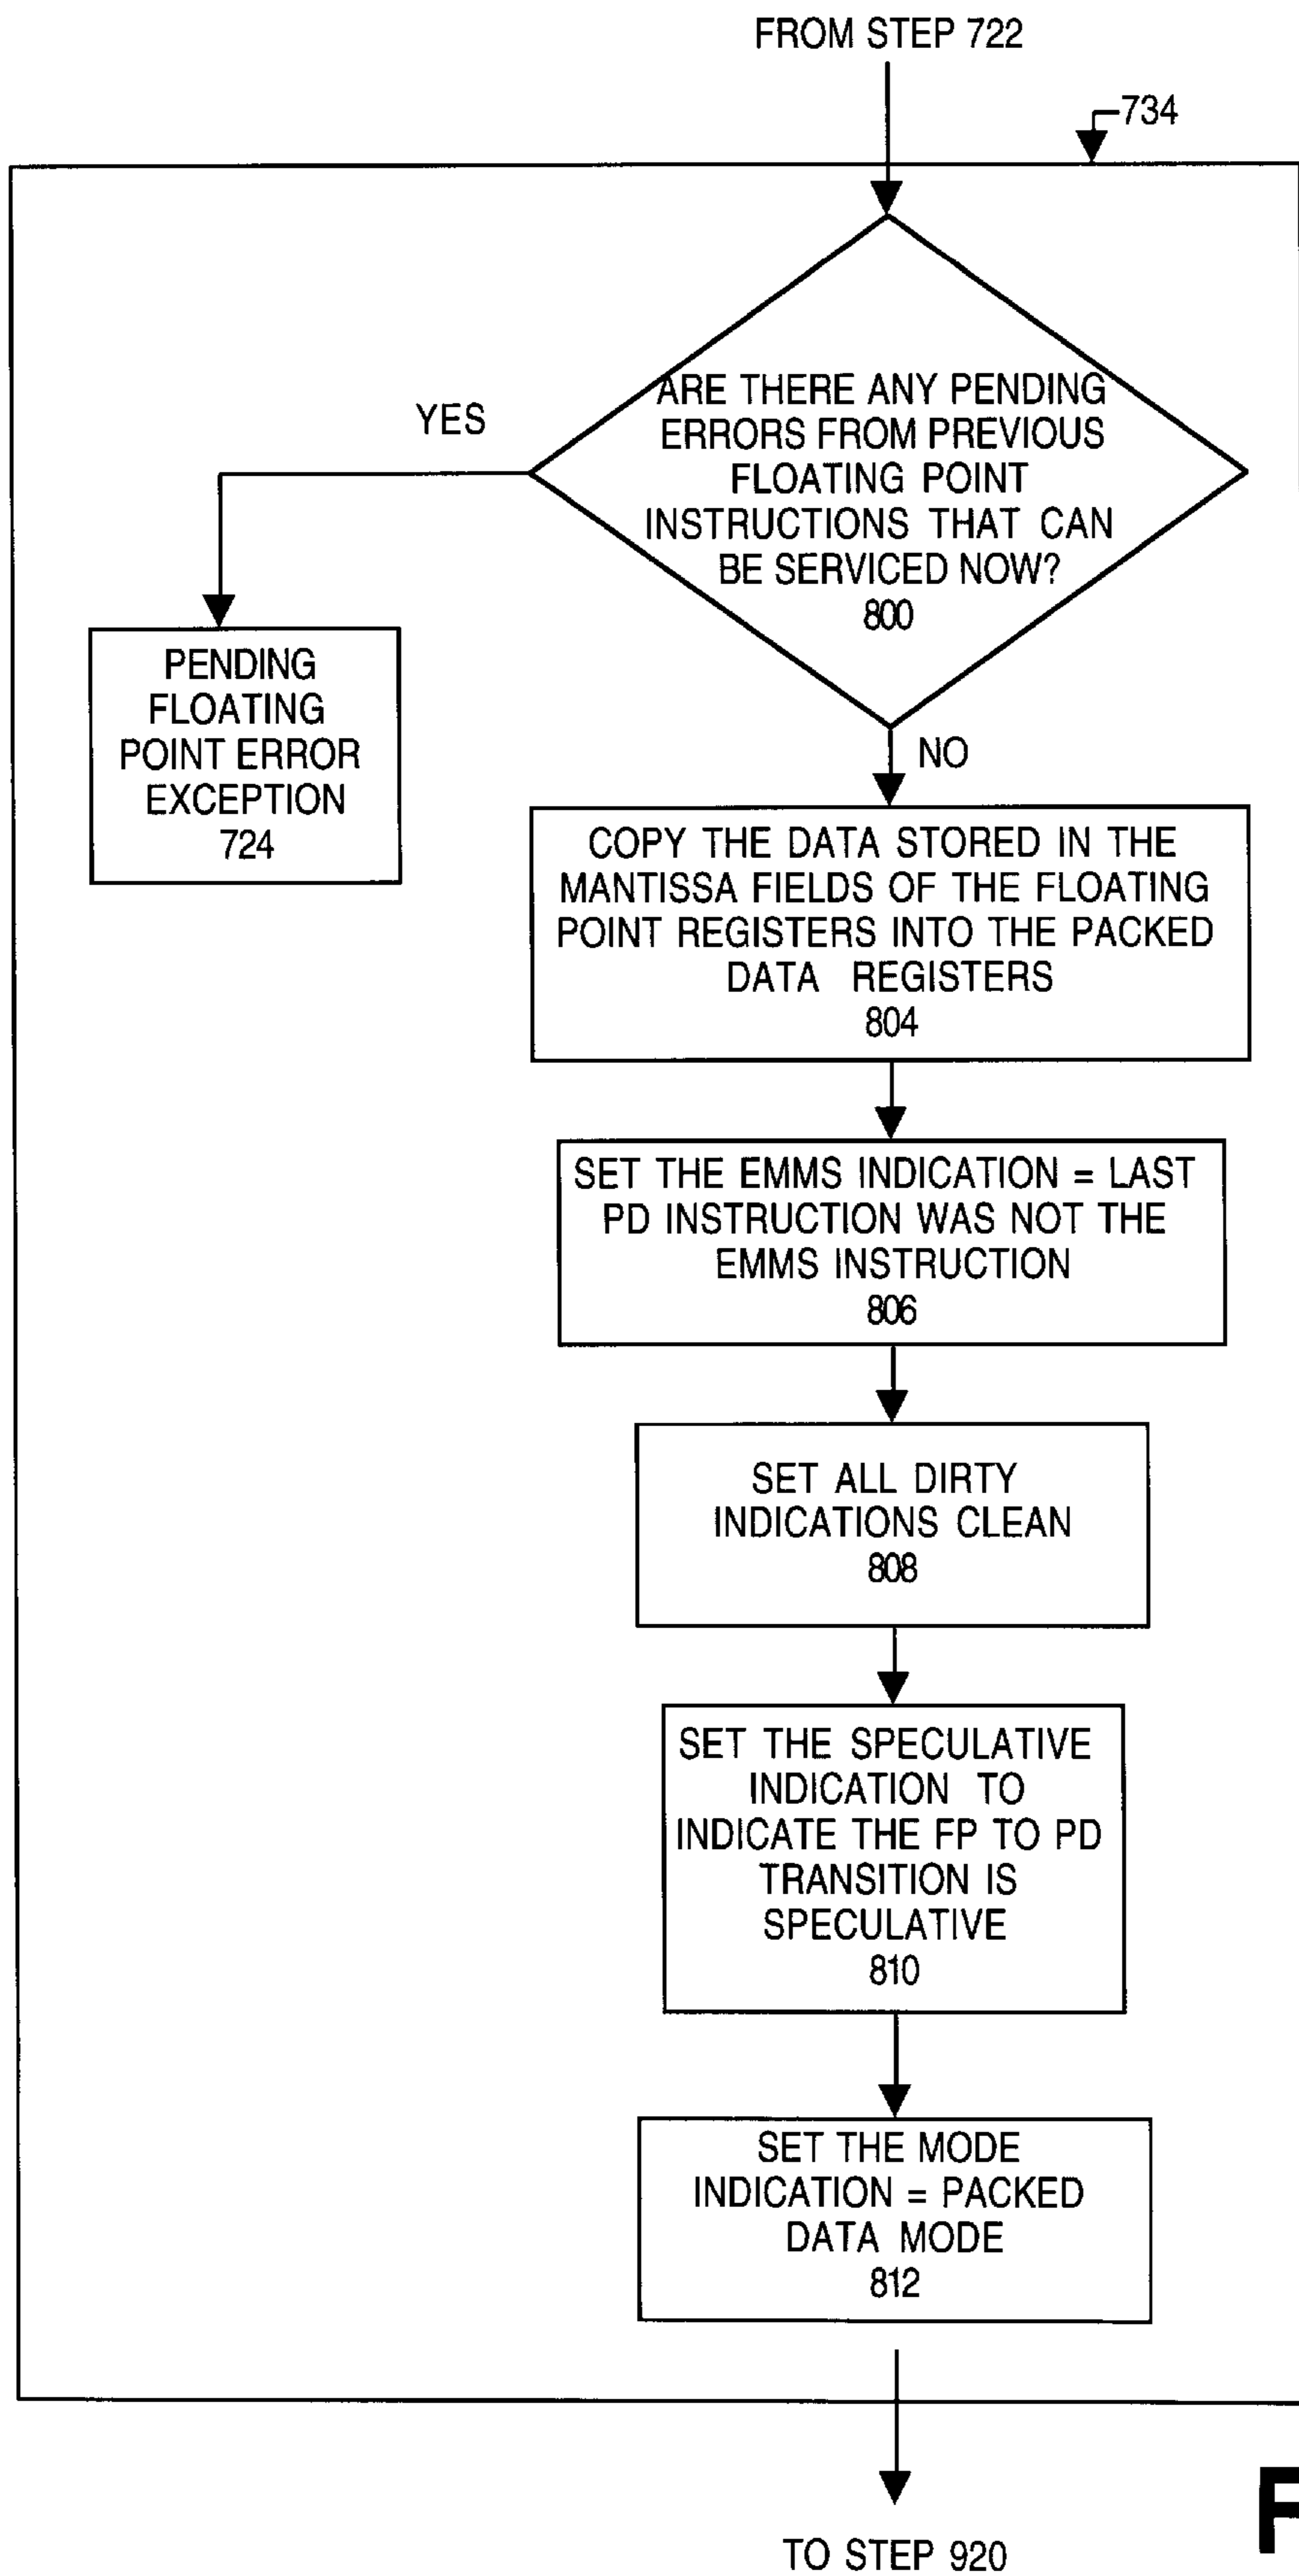 FROM STEP 722
734
ARE THERE ANY PENDING
ERRORS FROM PREVIOUS
FLOATING POINT
INSTRUCTIONS THAT CAN
BE SERVICED NOW?
800
YES
NO
PENDING
FLOATING
POINT ERROR
EXCEPTION
724
COPY THE DATA STORED IN THE
MANTISSA FIELDS OF THE FLOATING
POINT REGISTERS INTO THE PACKED
DATA REGISTERS
804
SET THE EMMS INDICATION = LAST
PD INSTRUCTION WAS NOT THE
EMMS INSTRUCTION
806
SET ALL DIRTY
INDICATIONS CLEAN
808
SET THE SPECULATIVE
INDICATION TO
INDICATE THE FP TO PD
TRANSITION IS
SPECULATIVE
810
SET THE MODE
INDICATION = PACKED
DATA MODE
812
F
TO STEP 920